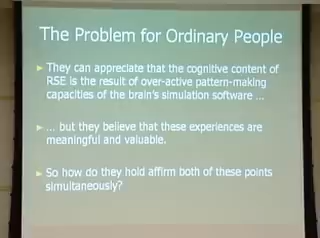 The Problem for Ordinary People
► They can appreciate that the cognitive content of
RSE is the result of over-active pattern-making
capacities of the brain's simulation software ...
► ... but they believe that these experiences are
meaningful and valuable.
► So how do they hold affirm both of these points
simultaneously?